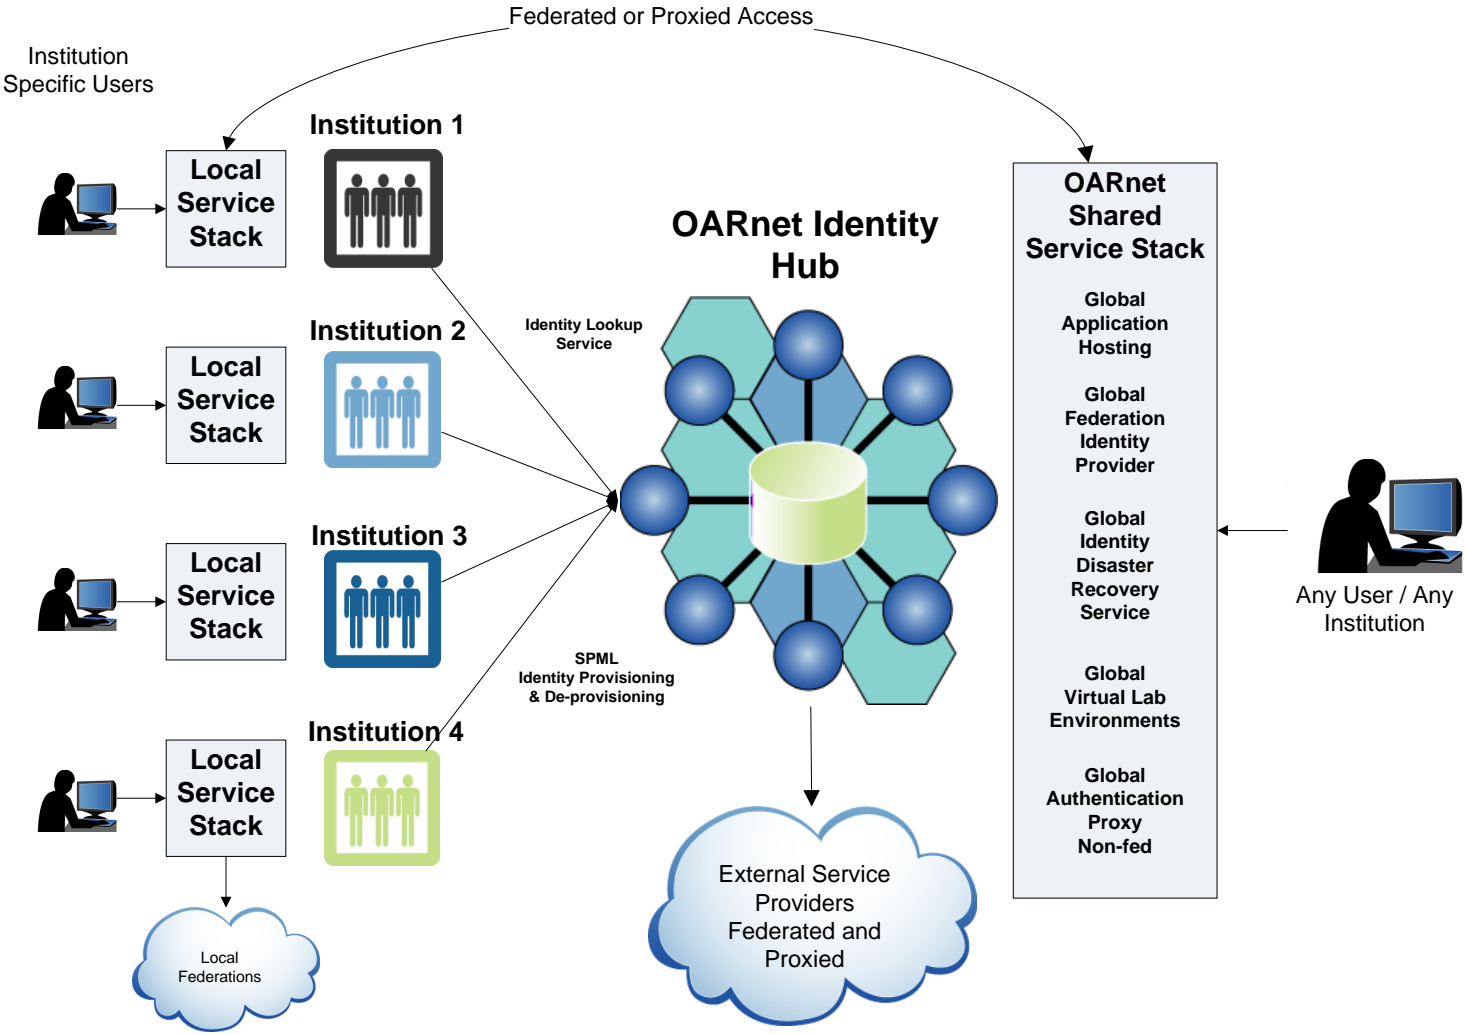 Federated or Proxied Access
Institution
Specific Users
Institution 1
Local
Service
Stack
Institution 2
Local
Service
Stack
Institution 3
Local
Service
Stack
Institution 4
Local
Service
Stack
Local
Federations
Identity Lookup
Service
SPML
Identity Provisioning
& De-provisioning
OARnet Identity
Hub
External Service
Providers
Federated and
Proxied
OARnet
Shared
Service Stack
Global
Application
Hosting
Global
Federation
Identity
Provider
Global
Identity
Disaster
Recovery
Service
Global
Virtual Lab
Environments
Global
Authentication
Proxy
Non-fed
Any User / Any
Institution